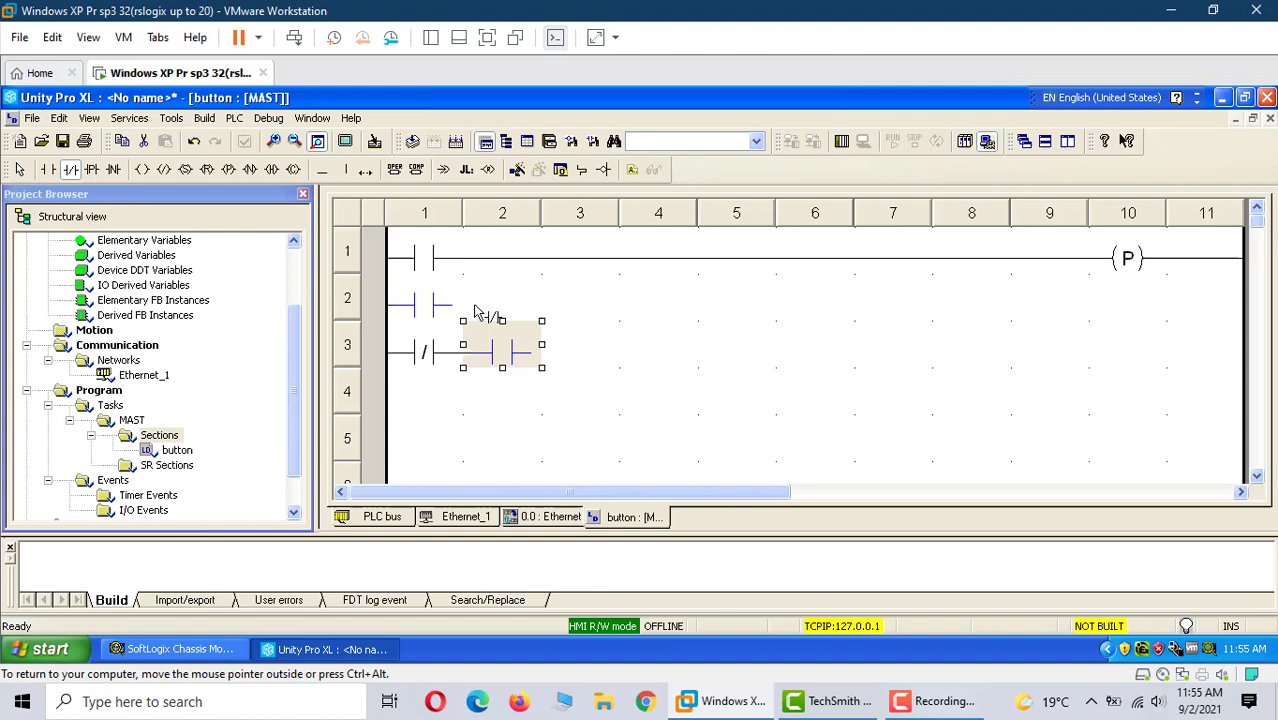 Windows XP Pr sp3 32(rslogix up to 20) - VMware Workstation
File Edit View VM Tabs Help
Home Windows XP Pr sp3 32(rsl...
Unity Pro XL : <No name>* - [button : [MAST]]
EN English (United States)
File Edit View Services Tools Build PLC Debug Window Help
Project Browser
Structural view
Elementary Variables
Derived Variables
Device DDT Variables
IO Derived Variables
Elementary FB Instances
Derived FB Instances
Motion
Communication
Networks
Ethernet_1
Program
Tasks
MAST
Sections
button
SR Sections
Events
Timer Events
I/O Events
1 2 3 4 5 6 7 8 9 10 11
1
P
2
3
4
5
PLC bus Ethernet_1 0.0 : Ethernet button : [M...
Build Import/export User errors FDT log event Search/Replace
Ready HMI R/W mode OFFLINE TCPIP:127.0.0.1 NOT BUILT INS
start SoftLogix Chassis Mo... Unity Pro XL : <No na... 11:55 AM
To return to your computer, move the mouse pointer outside or press Ctrl+Alt.
Type here to search Windows X... TechSmith ... Recording... 19°C 11:55 AM
9/2/2021